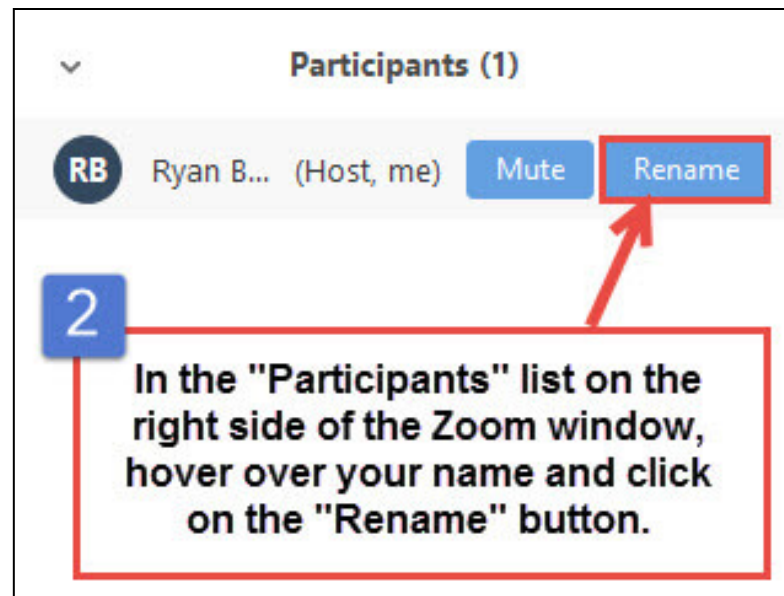 Participants (1)
RB Ryan B... (Host, me) Mute Rename
2
In the "Participants" list on the
right side of the Zoom window,
hover over your name and click
on the "Rename" button.